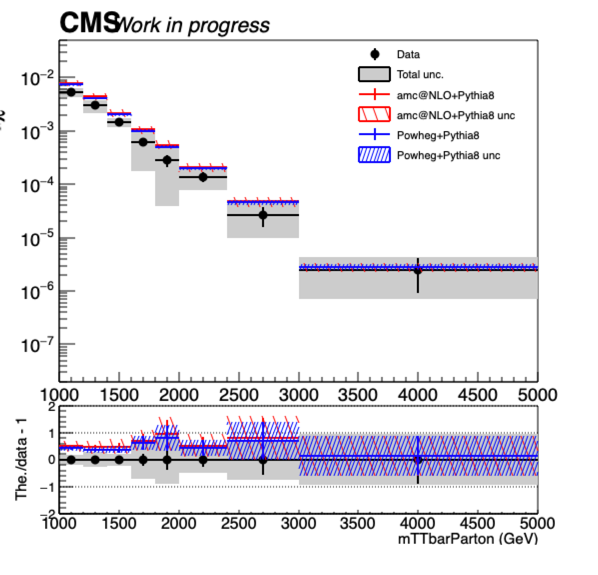 CMS Work in progress
Data
Total unc.
amc@NLO+Pythia8
amc@NLO+Pythia8 unc
Powheg+Pythia8
Powheg+Pythia8 unc
10⁻²
10⁻³
10⁻⁴
10⁻⁵
10⁻⁶
10⁻⁷
1000 1500 2000 2500 3000 3500 4000 4500 5000
The./data - 1
2
1
0
−1
−2
1000 1500 2000 2500 3000 3500 4000 4500 5000
mTTbarParton (GeV)